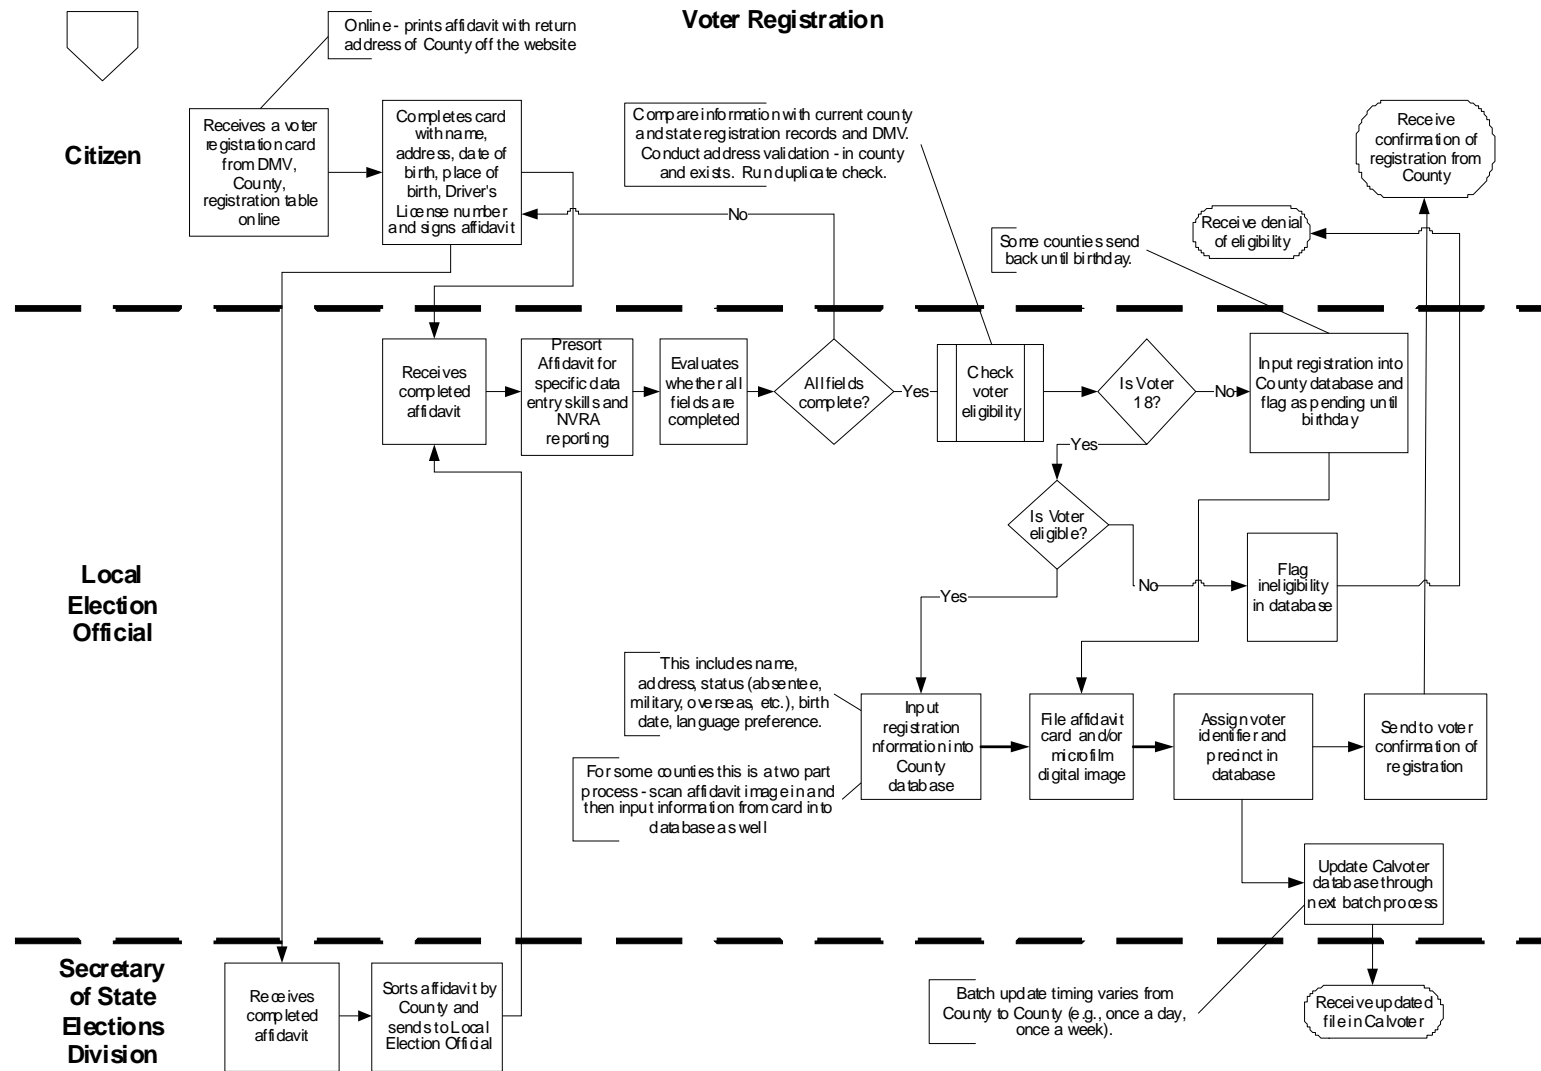 Voter Registration
Online - prints affidavit with return
address of County off the website
Citizen
Receives a voter
registration card
from DMV,
County,
registration table
online
Completes card
with name,
address, date of
birth, place of
birth, Driver's
License number
and signs affidavit
Compare information with current county
and state registration records and DMV.
Conduct address validation - in county
and exists. Run duplicate check.
Receive
confirmation of
registration from
County
No
Receive denial
of eligibility
Some counties send
back until birthday.
Local
Election
Official
Receives
completed
affidavit
Presort
Affidavit for
specific data
entry skills and
NVRA
reporting
Evaluates
whether all
fields are
completed
All fields
complete?
Yes
Check
voter
eligibility
Is Voter
18?
No
Input registration into
County database and
flag as pending until
birthday
Yes
Is Voter
eligible?
No
Flag
ineligibility
in database
Yes
This includes name,
address, status (absentee,
military, overseas, etc.), birth
date, language preference.
For some counties this is a two part
process - scan affidavit image in and
then input information from card into
database as well
Input
registration
nformation into
County
database
File affidavit
card and/or
microfilm
digital image
Assign voter
identifier and
precinct in
database
Send to voter
confirmation of
registration
Update Calvoter
database through
next batch process
Secretary
of State
Elections
Division
Receives
completed
affidavit
Sorts affidavit by
County and
sends to Local
Election Official
Batch update timing varies from
County to County (e.g., once a day,
once a week).
Receive updated
file in Calvoter